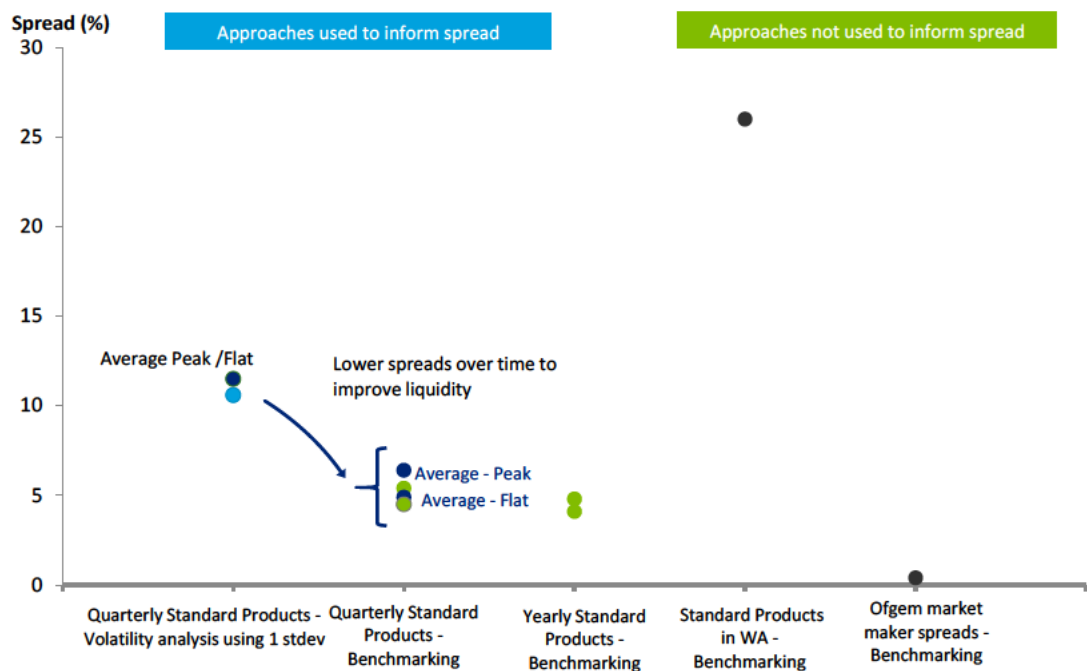 Spread (%)
Approaches used to inform spread
Approaches not used to inform spread
30
25
20
15
10
5
0
Average Peak /Flat
Lower spreads over time to
improve liquidity
Average - Peak
Average - Flat
Quarterly Standard Products -
Volatility analysis using 1 stdev
Quarterly Standard
Products -
Benchmarking
Yearly Standard
Products -
Benchmarking
Standard Products
in WA -
Benchmarking
Ofgem market
maker spreads -
Benchmarking